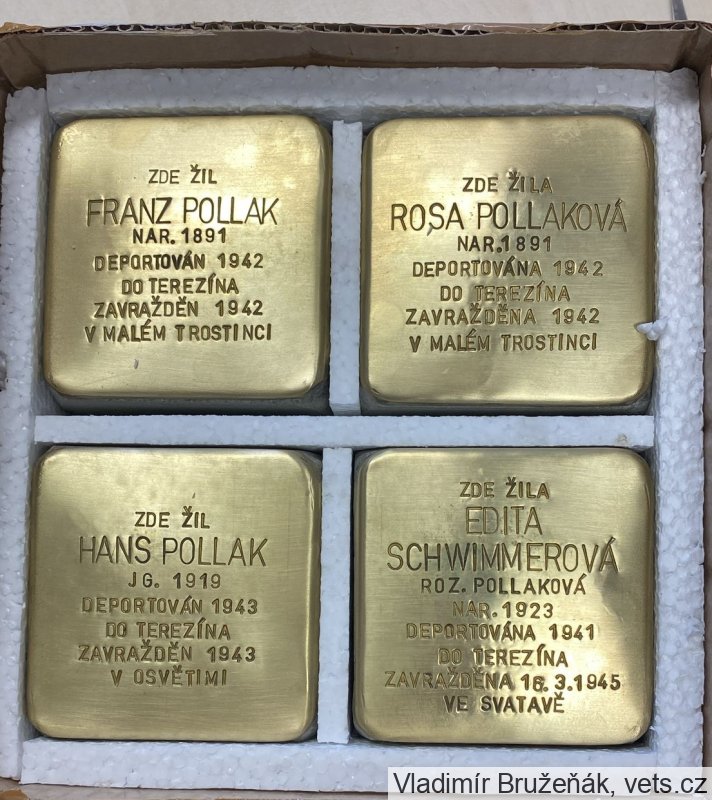 ZDE ŽIL
FRANZ POLLAK
NAR. 1891
DEPORTOVÁN 1942
DO TEREZÍNA
ZAVRAŽDĚN 1942
V MALÉM TROSTINCI
ZDE ŽILA
ROSA POLLAKOVÁ
NAR. 1891
DEPORTOVÁNA 1942
DO TEREZÍNA
ZAVRAŽDĚNA 1942
V MALÉM TROSTINCI
ZDE ŽIL
HANS POLLAK
JG. 1919
DEPORTOVÁN 1943
DO TEREZÍNA
ZAVRAŽDĚN 1943
V OSVĚTIMI
ZDE ŽILA
EDITA
SCHWIMMEROVÁ
ROZ. POLLAKOVÁ
NAR. 1923
DEPORTOVÁNA 1941
DO TEREZÍNA
ZAVRAŽDĚNA 16.3.1945
VE SVATAVĚ
Vladimír Bružeňák, vets.cz